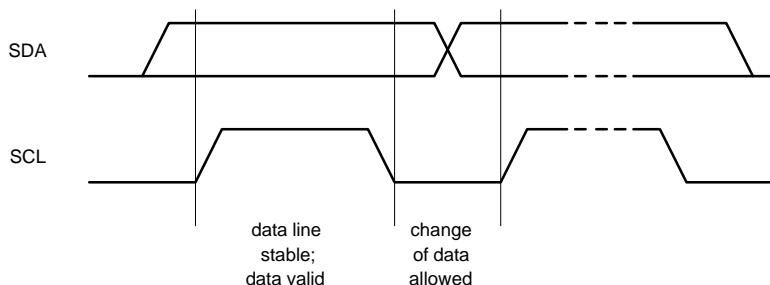 SDA
SCL
data line
stable;
data valid
change
of data
allowed